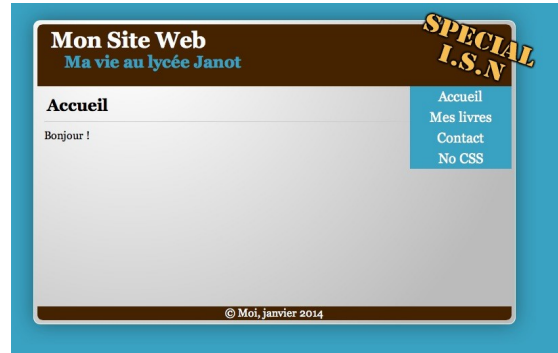 Mon Site Web
Ma vie au lycée Janot
SPECIAL
I.S.N
Accueil
Bonjour !
Accueil
Mes livres
Contact
No CSS
© Moi, janvier 2014